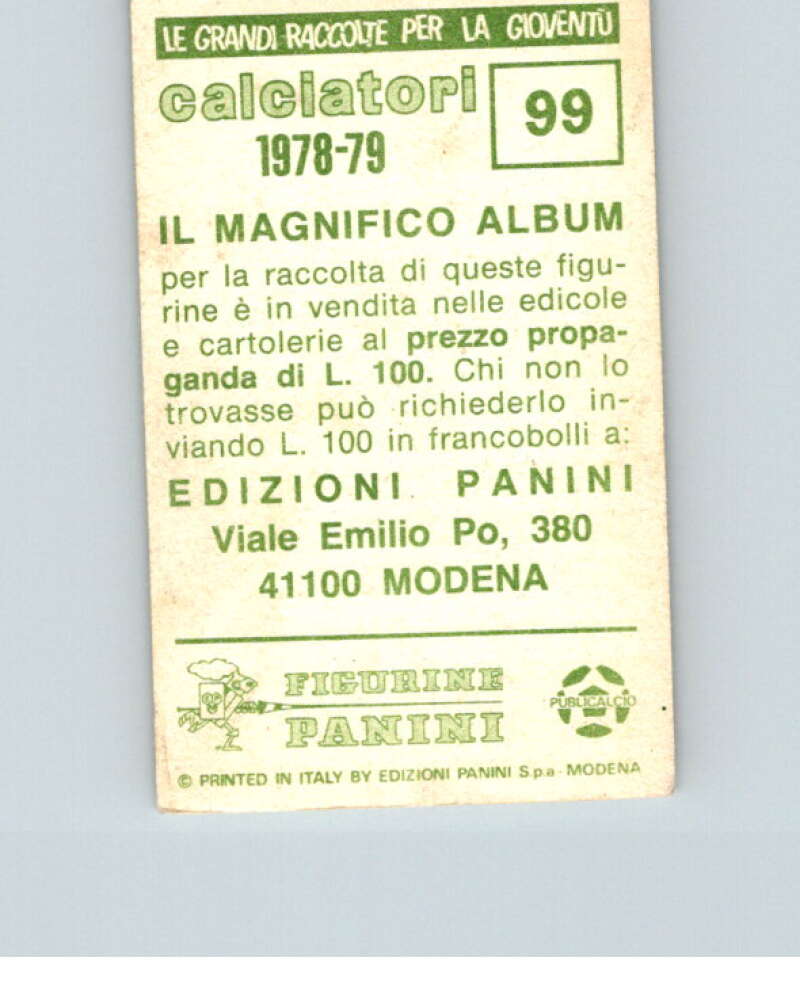 LE GRANDI RACCOLTE PER LA GIOVENTÙ
calciatori
99
1978-79
IL MAGNIFICO ALBUM
per la raccolta di queste figu-
rine è in vendita nelle edicole
e cartolerie al prezzo propa-
ganda di L. 100. Chi non lo
trovasse può richiederlo in-
viando L. 100 in francobolli a:
EDIZIONI PANINI
Viale Emilio Po, 380
41100 MODENA
FIGURINE
PANINI
PUBLICALCIO
© PRINTED IN ITALY BY EDIZIONI PANINI S.p.a - MODENA